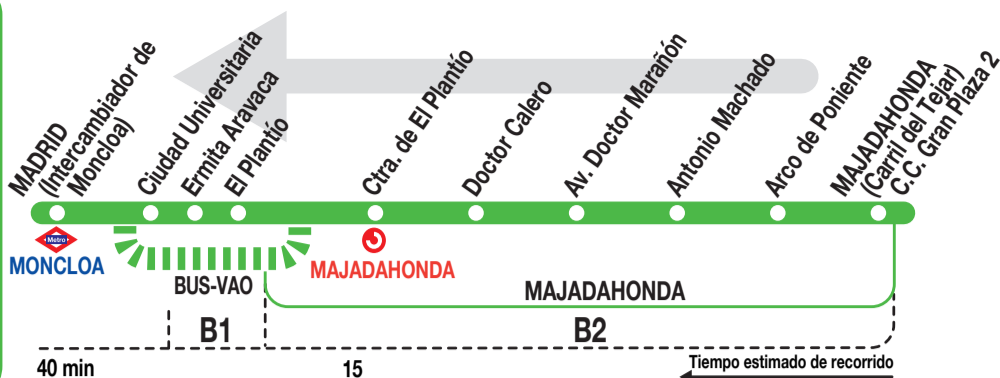 MADRID
(Intercambiador de
Moncloa)
Ciudad Universitaria
Ermita Aravaca
El Plantío
Ctra. de El Plantío
Doctor Calero
Av. Doctor Marañón
Antonio Machado
Arco de Poniente
MAJADAHONDA
(Carril del Tejar)
C.C. Gran Plaza 2
Metro
MONCLOA
MAJADAHONDA
BUS-VAO
MAJADAHONDA
B1
B2
40 min
15
Tiempo estimado de recorrido